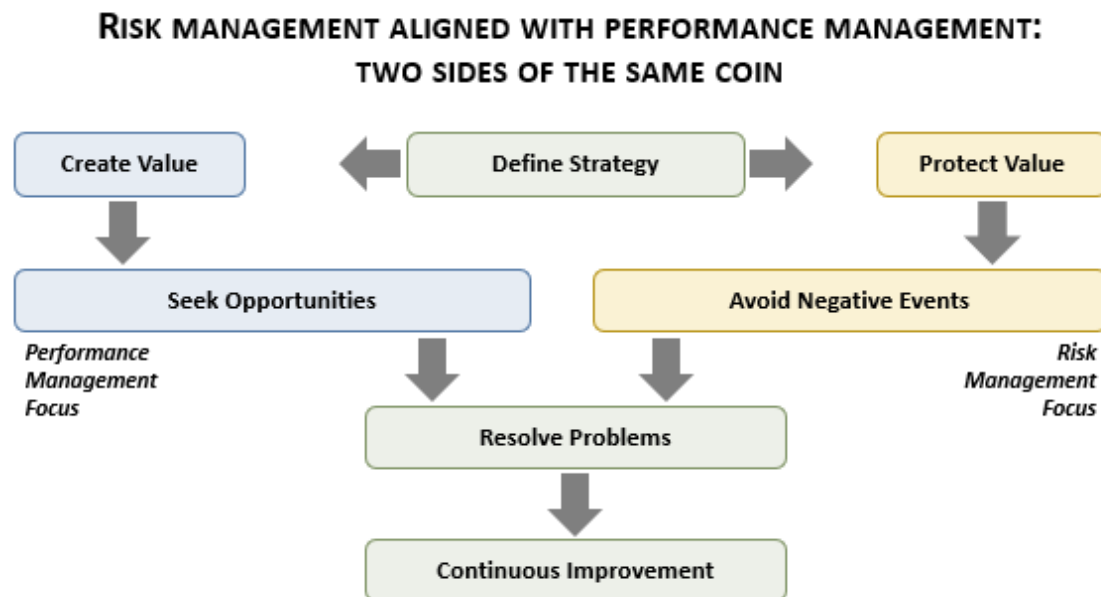 RISK MANAGEMENT ALIGNED WITH PERFORMANCE MANAGEMENT:
TWO SIDES OF THE SAME COIN
Create Value
Define Strategy
Protect Value
Seek Opportunities
Avoid Negative Events
Performance
Management
Focus
Risk
Management
Focus
Resolve Problems
Continuous Improvement